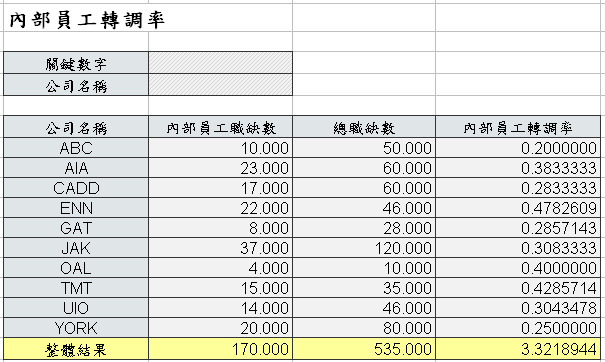 內部員工轉調率
關鍵數字
公司名稱
公司名稱 內部員工職缺數 總職缺數 內部員工轉調率
ABC 10.000 50.000 0.2000000
AIA 23.000 60.000 0.3833333
CADD 17.000 60.000 0.2833333
ENN 22.000 46.000 0.4782609
GAT 8.000 28.000 0.2857143
JAK 37.000 120.000 0.3083333
OAL 4.000 10.000 0.4000000
TMT 15.000 35.000 0.4285714
UIO 14.000 46.000 0.3043478
YORK 20.000 80.000 0.2500000
整體結果 170.000 535.000 3.3218944